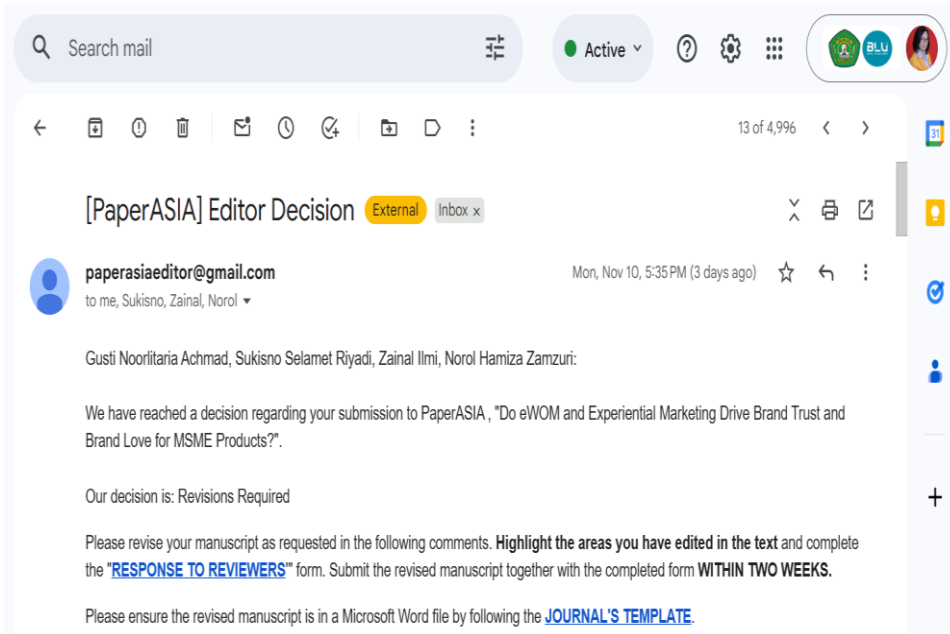 Search mail
Active
BLU
13 of 4,996
31
[PaperASIA] Editor Decision External Inbox x
paperasiaeditor@gmail.com Mon, Nov 10, 5:35 PM (3 days ago)
to me, Sukisno, Zainal, Norol
Gusti Noorlitaria Achmad, Sukisno Selamet Riyadi, Zainal Ilmi, Norol Hamiza Zamzuri:
We have reached a decision regarding your submission to PaperASIA , "Do eWOM and Experiential Marketing Drive Brand Trust and
Brand Love for MSME Products?".
Our decision is: Revisions Required
Please revise your manuscript as requested in the following comments. Highlight the areas you have edited in the text and complete
the "RESPONSE TO REVIEWERS'" form. Submit the revised manuscript together with the completed form WITHIN TWO WEEKS.
Please ensure the revised manuscript is in a Microsoft Word file by following the JOURNAL'S TEMPLATE.